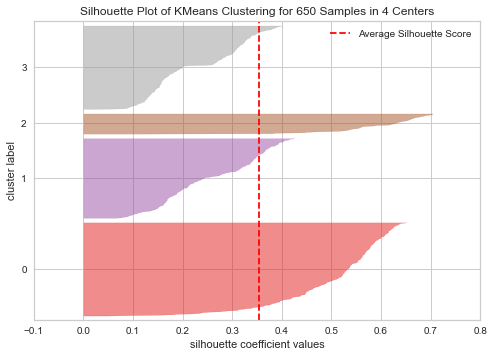 Silhouette Plot of KMeans Clustering for 650 Samples in 4 Centers
Average Silhouette Score
cluster label
3
2
1
0
-0.1 0.0 0.1 0.2 0.3 0.4 0.5 0.6 0.7 0.8
silhouette coefficient values